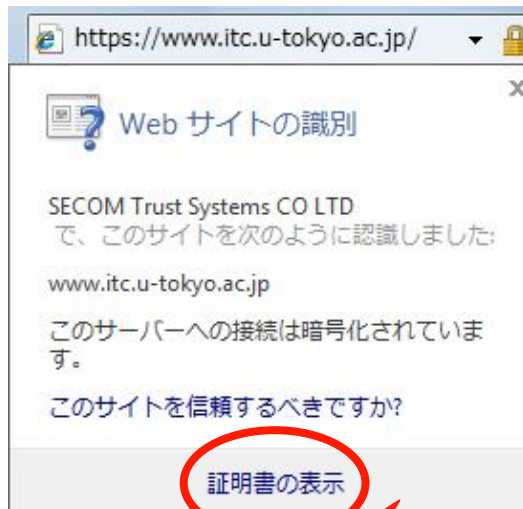 https://www.itc.u-tokyo.ac.jp/
Web サイトの識別
SECOM Trust Systems CO LTD
で、このサイトを次のように認識しました:
www.itc.u-tokyo.ac.jp
このサーバーへの接続は暗号化されていま
す。
このサイトを信頼するべきですか?
証明書の表示